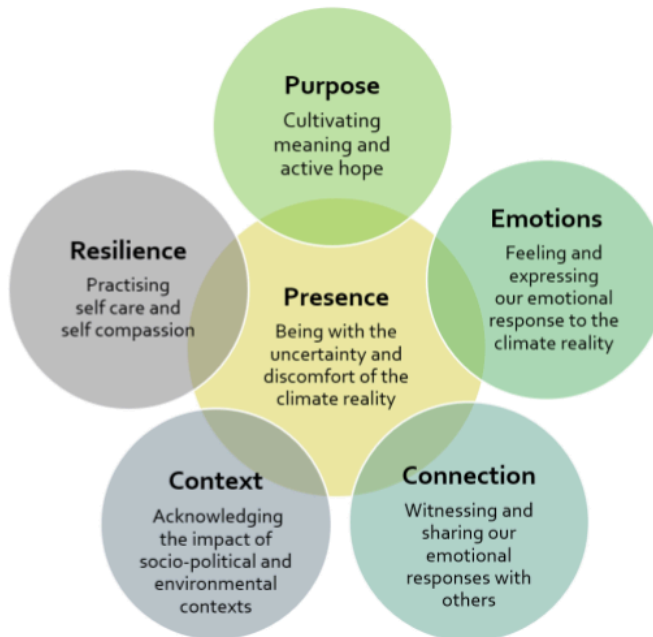 Purpose
Cultivating
meaning and
active hope
Emotions
Feeling and
expressing
our emotional
response to the
climate reality
Resilience
Practising
self care and
self compassion
Presence
Being with the
uncertainty and
discomfort of the
climate reality
Context
Acknowledging
the impact of
socio-political and
environmental
contexts
Connection
Witnessing and
sharing our
emotional
responses with
others